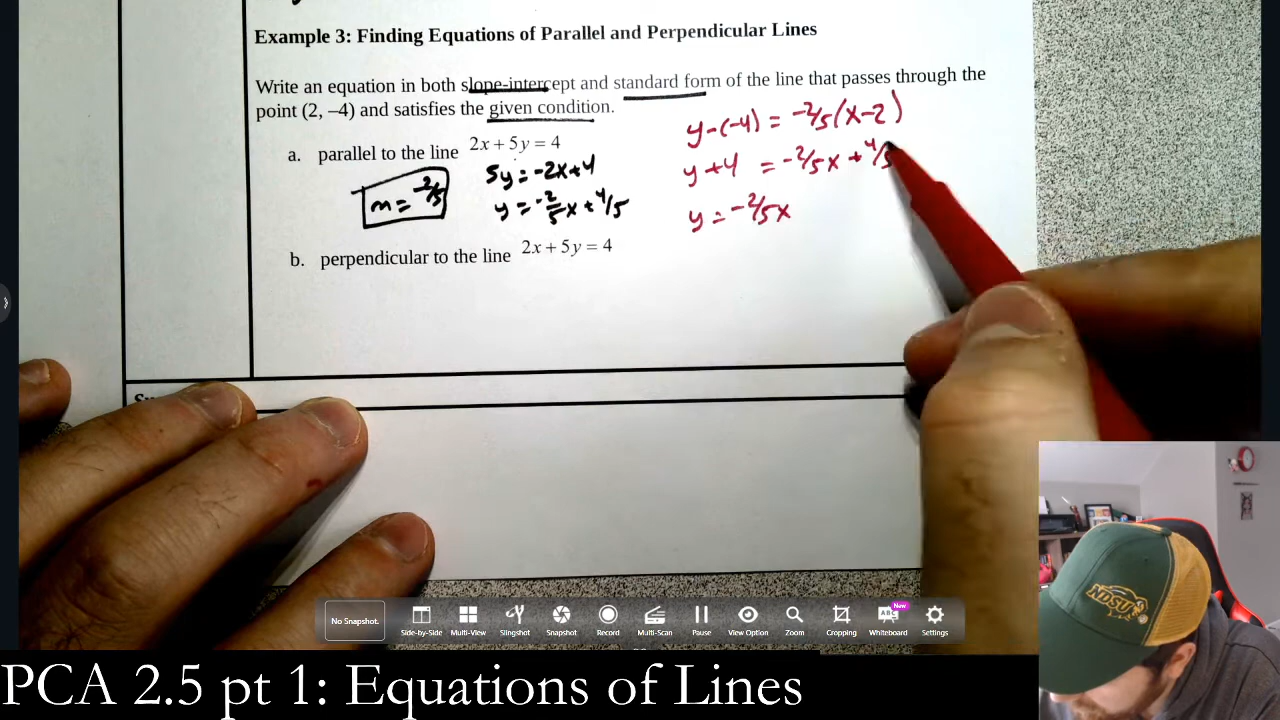 Example 3: Finding Equations of Parallel and Perpendicular Lines
Write an equation in both slope-intercept and standard form of the line that passes through the
point (2, –4) and satisfies the given condition.
a. parallel to the line 2x + 5y = 4
5y = -2x+4
m = -2/5
y = -2/5x + 4/5
y-(-4) = -2/5(x-2)
y+4 = -2/5x + 4/5
y = -2/5x
b. perpendicular to the line 2x + 5y = 4
No Snapshot.
Side-by-Side
Multi-View
Slingshot
Snapshot
Record
Multi-Scan
Pause
View Option
Zoom
Cropping
ABC
New
Whiteboard
Settings
NDSU
PCA 2.5 pt 1: Equations of Lines